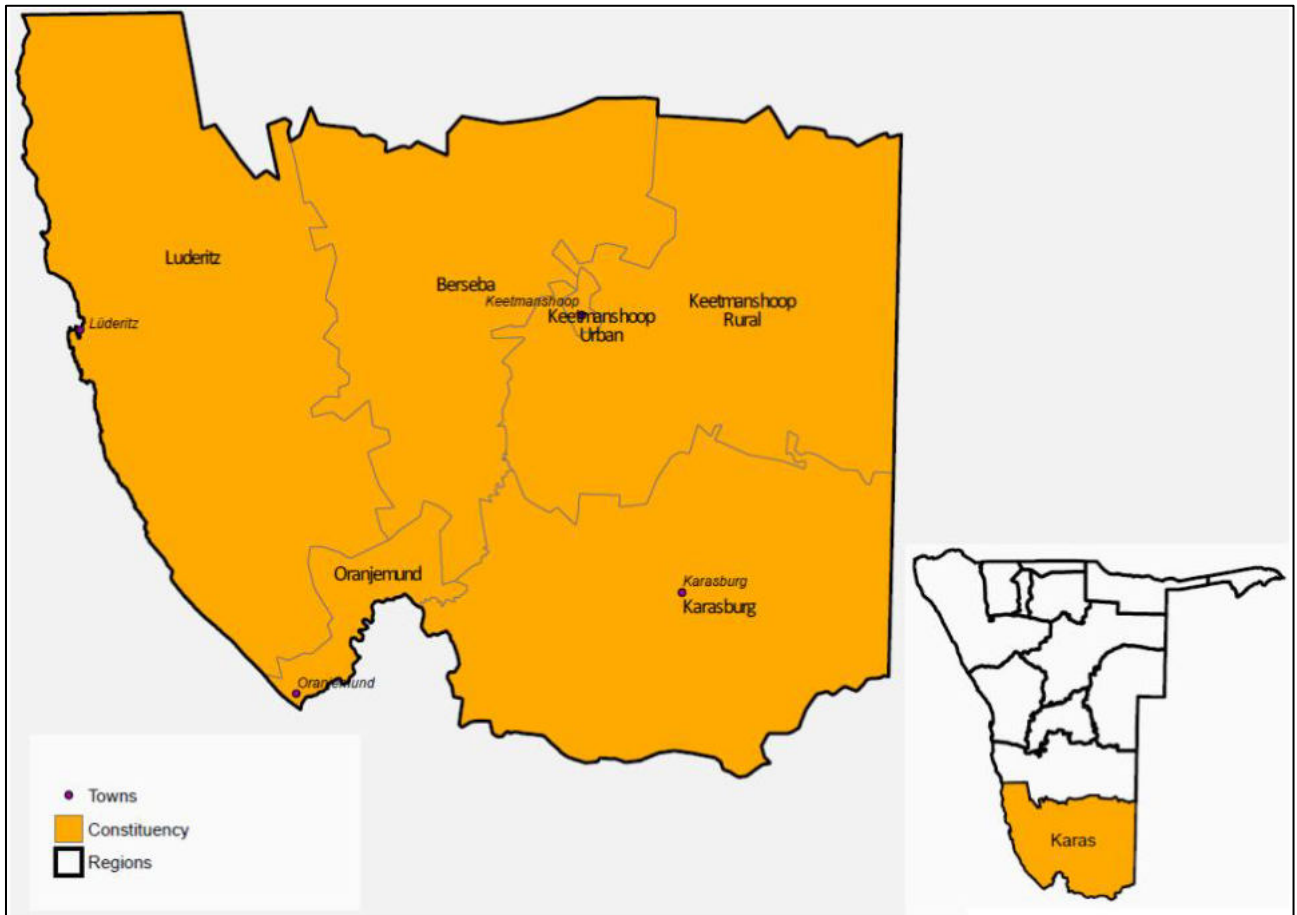 Luderitz
Lüderitz
Berseba
Keetmanshoop
Keetmanshoop
Urban
Keetmanshoop
Rural
Oranjemund
Oranjemund
Karasburg
Karasburg
Towns
Constituency
Regions
Karas